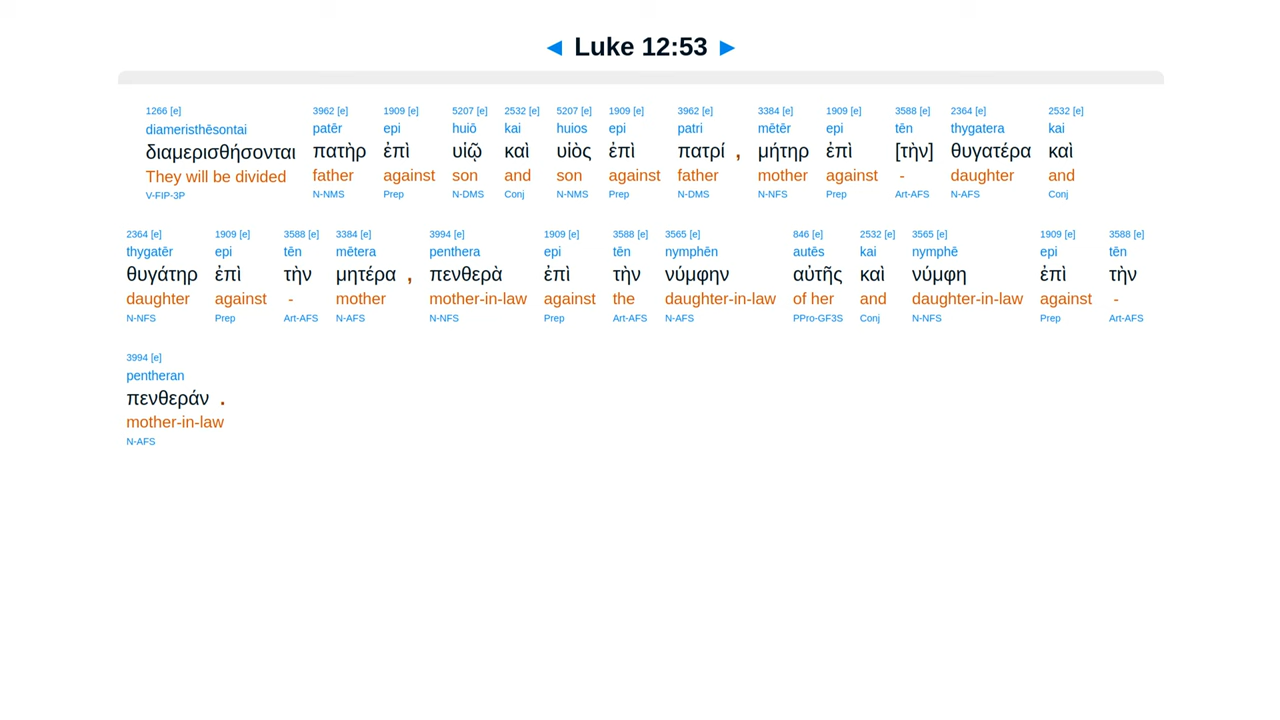 ◄ Luke 12:53 ►
1266 [e] 3962 [e] 1909 [e] 5207 [e] 2532 [e] 5207 [e] 1909 [e] 3962 [e] 3384 [e] 1909 [e] 3588 [e] 2364 [e] 2532 [e]
diameristhēsontai patēr epi huiō kai huios epi patri mētēr epi tēn thygatera kai
διαμερισθήσονται πατὴρ ἐπὶ υἱῷ καὶ υἱὸς ἐπὶ πατρί , μήτηρ ἐπὶ [τὴν] θυγατέρα καὶ
They will be divided father against son and son against father mother against - daughter and
V-FIP-3P N-NMS Prep N-DMS Conj N-NMS Prep N-DMS N-NFS Prep Art-AFS N-AFS Conj
2364 [e] 1909 [e] 3588 [e] 3384 [e] 3994 [e] 1909 [e] 3588 [e] 3565 [e] 846 [e] 2532 [e] 3565 [e] 1909 [e] 3588 [e]
thygatēr epi tēn mētera penthera epi tēn nymphēn autēs kai nymphē epi tēn
θυγάτηρ ἐπὶ τὴν μητέρα , πενθερὰ ἐπὶ τὴν νύμφην αὐτῆς καὶ νύμφη ἐπὶ τὴν
daughter against - mother mother-in-law against the daughter-in-law of her and daughter-in-law against -
N-NFS Prep Art-AFS N-AFS N-NFS Prep Art-AFS N-AFS PPro-GF3S Conj N-NFS Prep Art-AFS
3994 [e]
pentheran
πενθεράν .
mother-in-law
N-AFS